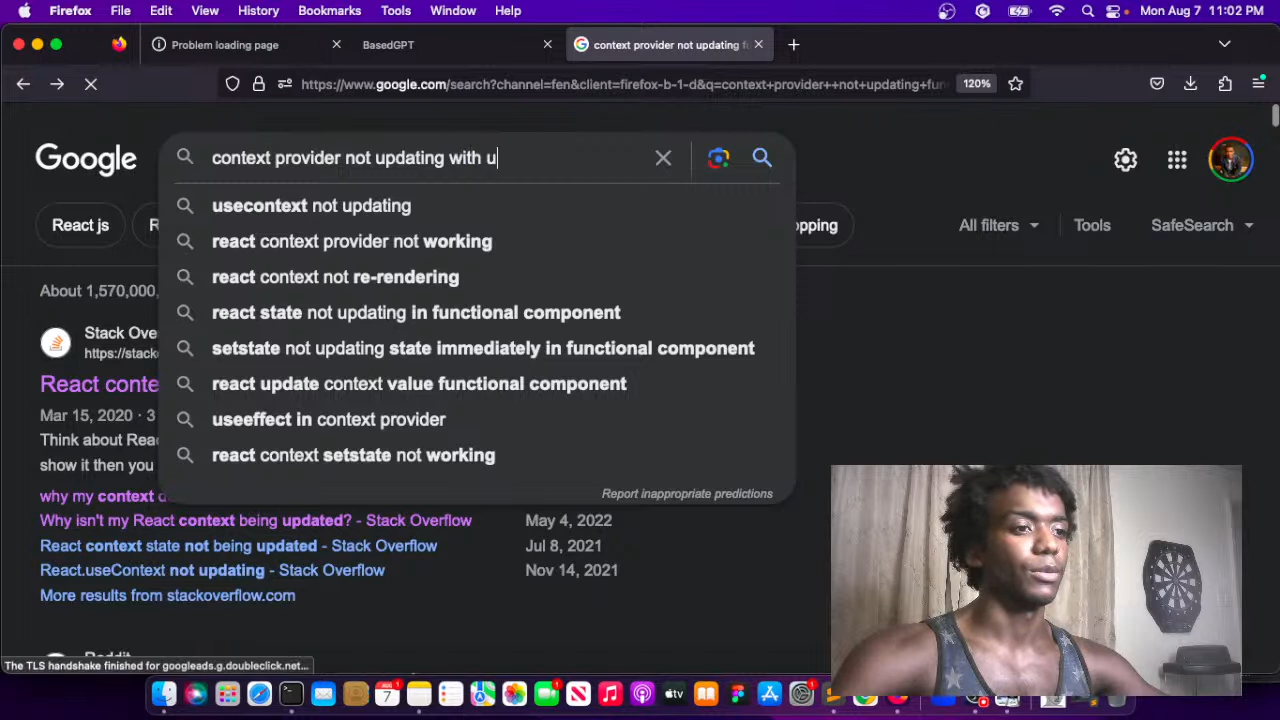 Firefox File Edit View History Bookmarks Tools Window Help Mon Aug 7 11:02 PM
Problem loading page BasedGPT context provider not updating
https://www.google.com/search?channel=fen&client=firefox-b-1-d&q=context+provider++not+updating+fun 120%
Google
context provider not updating with u
usecontext not updating
react context provider not working
react context not re-rendering
react state not updating in functional component
setstate not updating state immediately in functional component
react update context value functional component
useeffect in context provider
react context setstate not working
Report inappropriate predictions
React js
opping All filters Tools SafeSearch
About 1,570,000
Stack Ove
https://stack
React conte
Mar 15, 2020 · 3
Think about Reac
show it then you
why my context d
Why isn't my React context being updated? - Stack Overflow May 4, 2022
React context state not being updated - Stack Overflow Jul 8, 2021
React.useContext not updating - Stack Overflow Nov 14, 2021
More results from stackoverflow.com
The TLS handshake finished for googleads.g.doubleclick.net...
AUG
7
tv